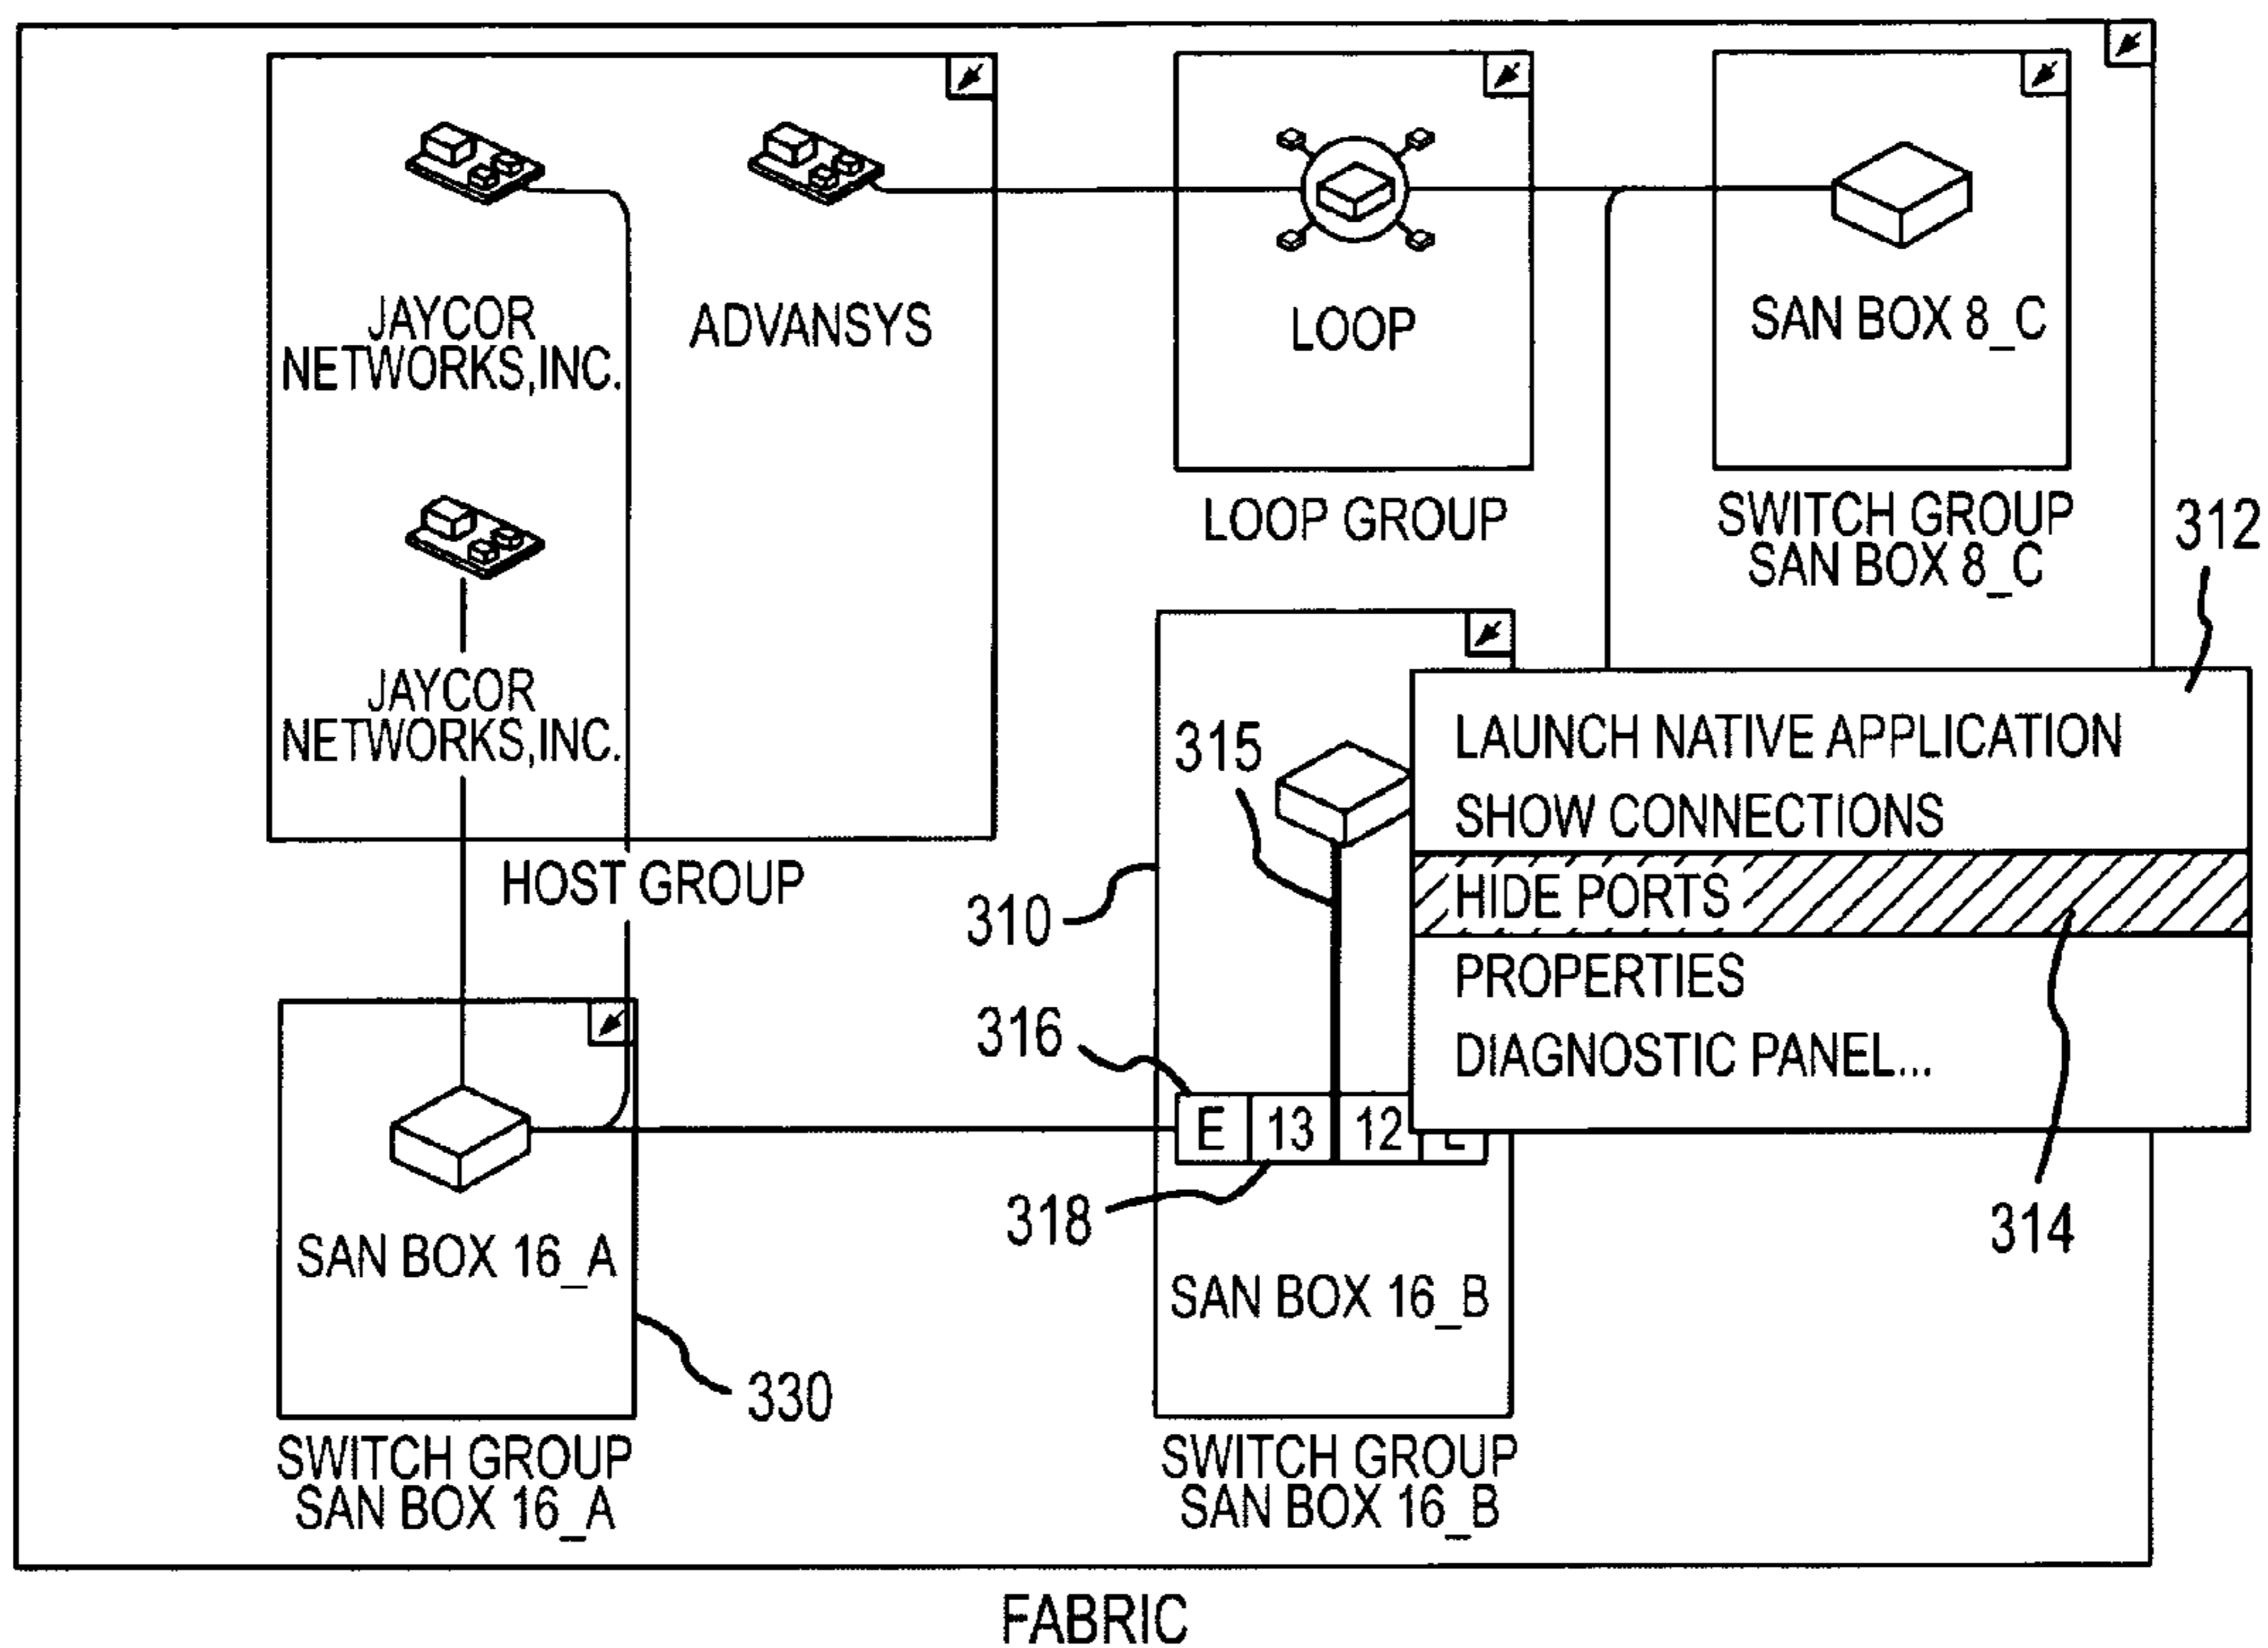 JAYCOR
NETWORKS,INC.
ADVANSYS
LOOP
SAN BOX 8_C
LOOP GROUP
SWITCH GROUP
SAN BOX 8_C
312
JAYCOR
NETWORKS,INC.
HOST GROUP
315
310
LAUNCH NATIVE APPLICATION
SHOW CONNECTIONS
HIDE PORTS
PROPERTIES
DIAGNOSTIC PANEL...
316
E 13 12
318
314
SAN BOX 16_A
SAN BOX 16_B
330
SWITCH GROUP
SAN BOX 16_A
SWITCH GROUP
SAN BOX 16_B
FABRIC